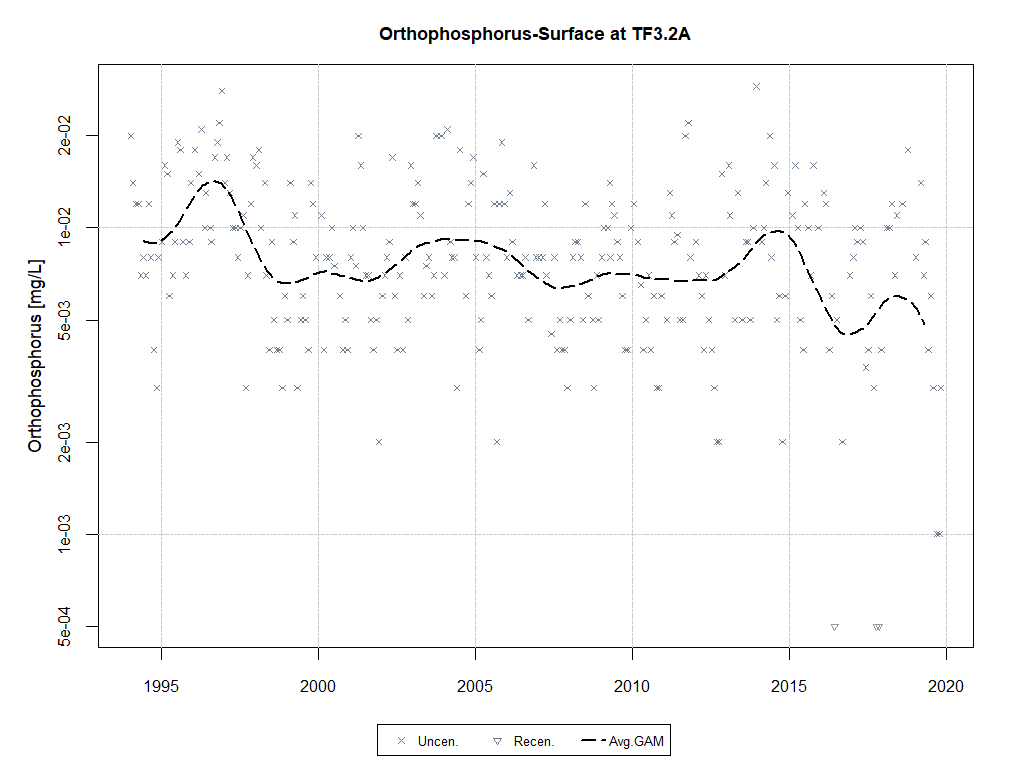 Orthophosphorus-Surface at TF3.2A
Orthophosphorus [mg/L]
2e-02
1e-02
5e-03
2e-03
1e-03
5e-04
1995 2000 2005 2010 2015 2020
Uncen. Recen. Avg.GAM